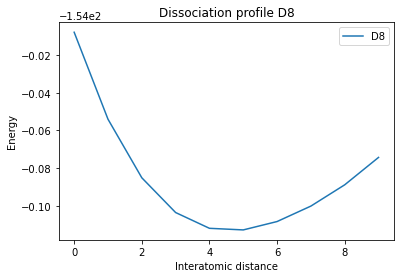 −1.54e2
Dissociation profile D8
D8
−0.02
−0.04
−0.06
−0.08
−0.10
Energy
0
2
4
6
8
Interatomic distance